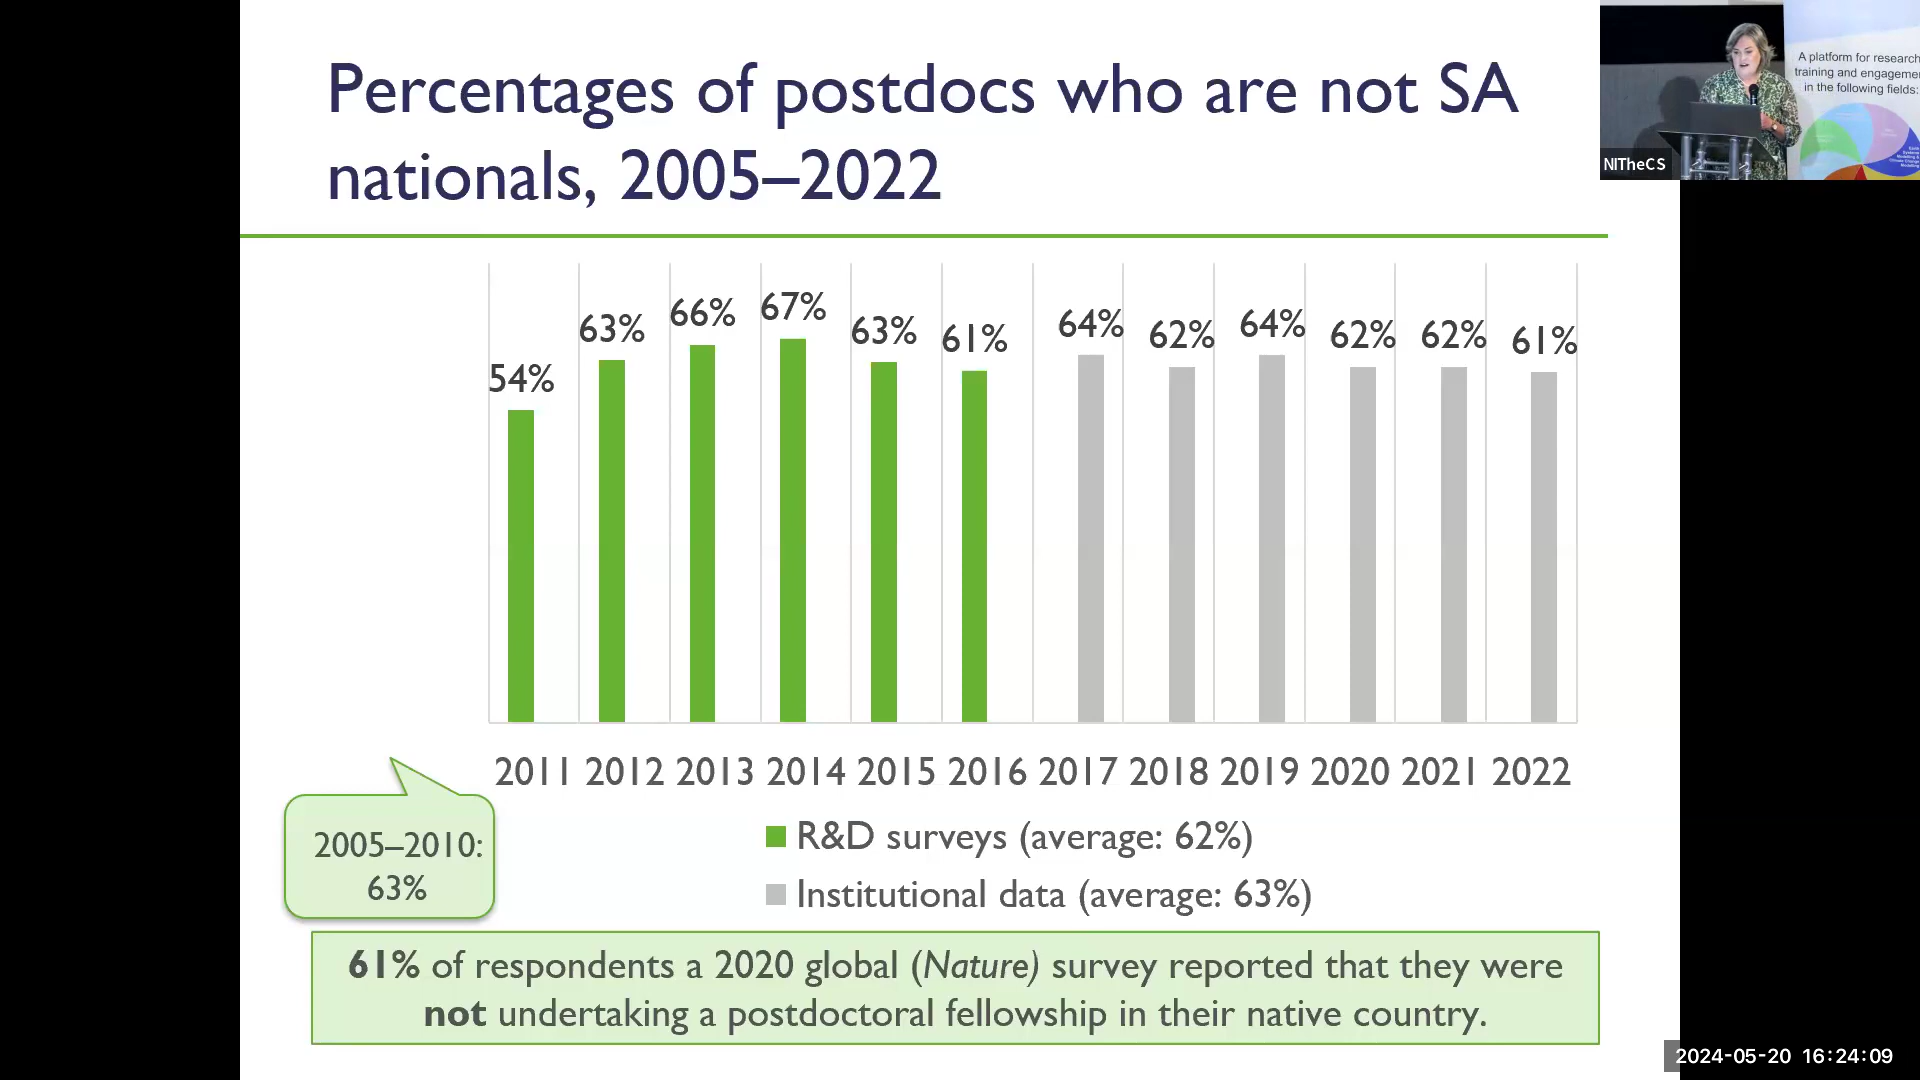 Percentages of postdocs who are not SA
nationals, 2005–2022
A platform for research
training and engagemen
in the following fields:
NITheCS
54%
63%
66%
67%
63%
61%
64%
62%
64%
62%
62%
61%
2011 2012 2013 2014 2015 2016 2017 2018 2019 2020 2021 2022
2005–2010:
63%
R&D surveys (average: 62%)
Institutional data (average: 63%)
61% of respondents a 2020 global (Nature) survey reported that they were
not undertaking a postdoctoral fellowship in their native country.
2024-05-20 16:24:09